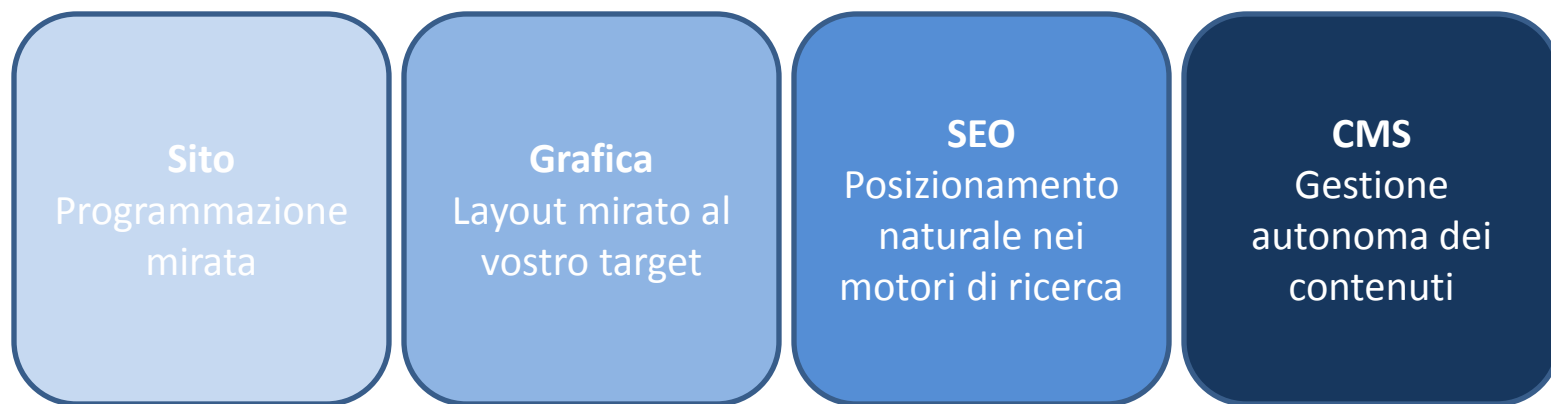 Sito
Programmazione
mirata
Grafica
Layout mirato al
vostro target
SEO
Posizionamento
naturale nei
motori di ricerca
CMS
Gestione
autonoma dei
contenuti